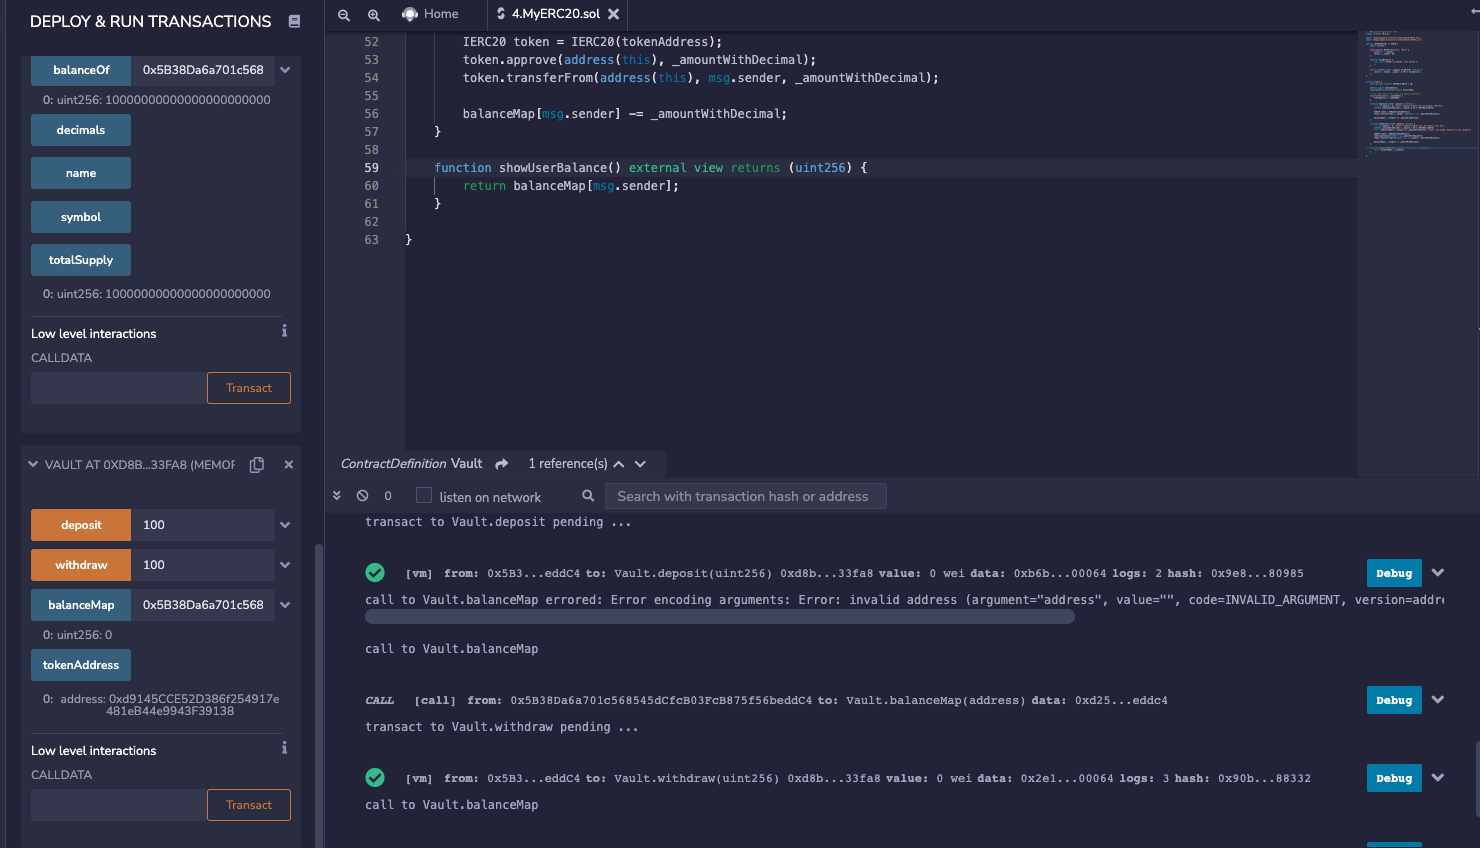 DEPLOY & RUN TRANSACTIONS
balanceOf 0x5B38Da6a701c568
0: uint256: 10000000000000000000000
decimals
name
symbol
totalSupply
0: uint256: 10000000000000000000000
Low level interactions
CALLDATA
Transact
VAULT AT 0XD8B...33FA8 (MEMOR
deposit 100
withdraw 100
balanceMap 0x5B38Da6a701c568
0: uint256: 0
tokenAddress
0: address: 0xd9145CCE52D386f254917e
481eB44e9943F39138
Low level interactions
CALLDATA
Transact
Home 4.MyERC20.sol
52 IERC20 token = IERC20(tokenAddress);
53 token.approve(address(this), _amountWithDecimal);
54 token.transferFrom(address(this), msg.sender, _amountWithDecimal);
55
56 balanceMap[msg.sender] -= _amountWithDecimal;
57 }
58
59 function showUserBalance() external view returns (uint256) {
60 return balanceMap[msg.sender];
61 }
62
63 }
ContractDefinition Vault 1 reference(s)
0 listen on network Search with transaction hash or address
transact to Vault.deposit pending ...
[vm] from: 0x5B3...eddC4 to: Vault.deposit(uint256) 0xd8b...33fa8 value: 0 wei data: 0xb6b...00064 logs: 2 hash: 0x9e8...80985 Debug
call to Vault.balanceMap errored: Error encoding arguments: Error: invalid address (argument="address", value="", code=INVALID_ARGUMENT, version=addre
call to Vault.balanceMap
CALL [call] from: 0x5B38Da6a701c568545dCfcB03FcB875f56beddC4 to: Vault.balanceMap(address) data: 0xd25...eddc4 Debug
transact to Vault.withdraw pending ...
[vm] from: 0x5B3...eddC4 to: Vault.withdraw(uint256) 0xd8b...33fa8 value: 0 wei data: 0x2e1...00064 logs: 3 hash: 0x90b...88332 Debug
call to Vault.balanceMap